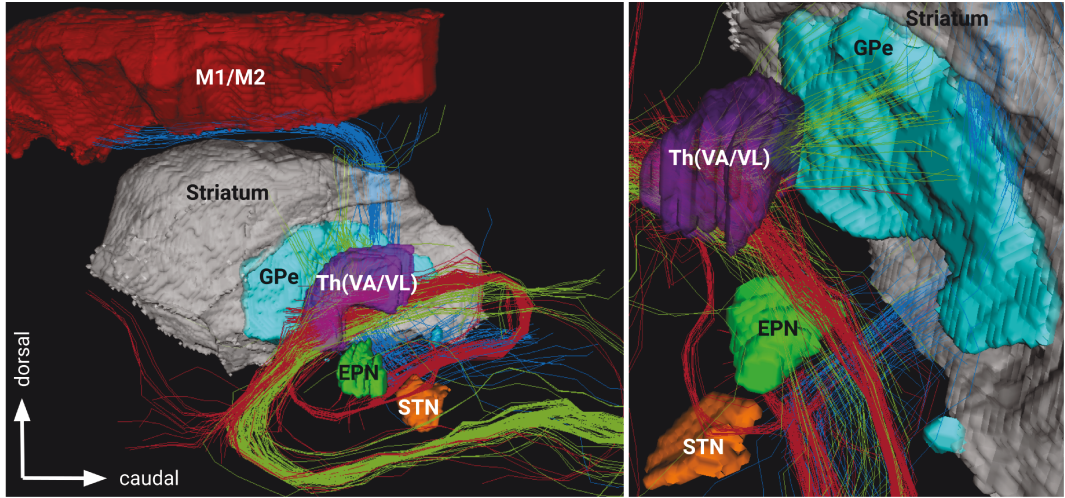 M1/M2
Striatum
GPe
Th(VA/VL)
EPN
STN
dorsal
caudal
Striatum
GPe
Th(VA/VL)
EPN
STN